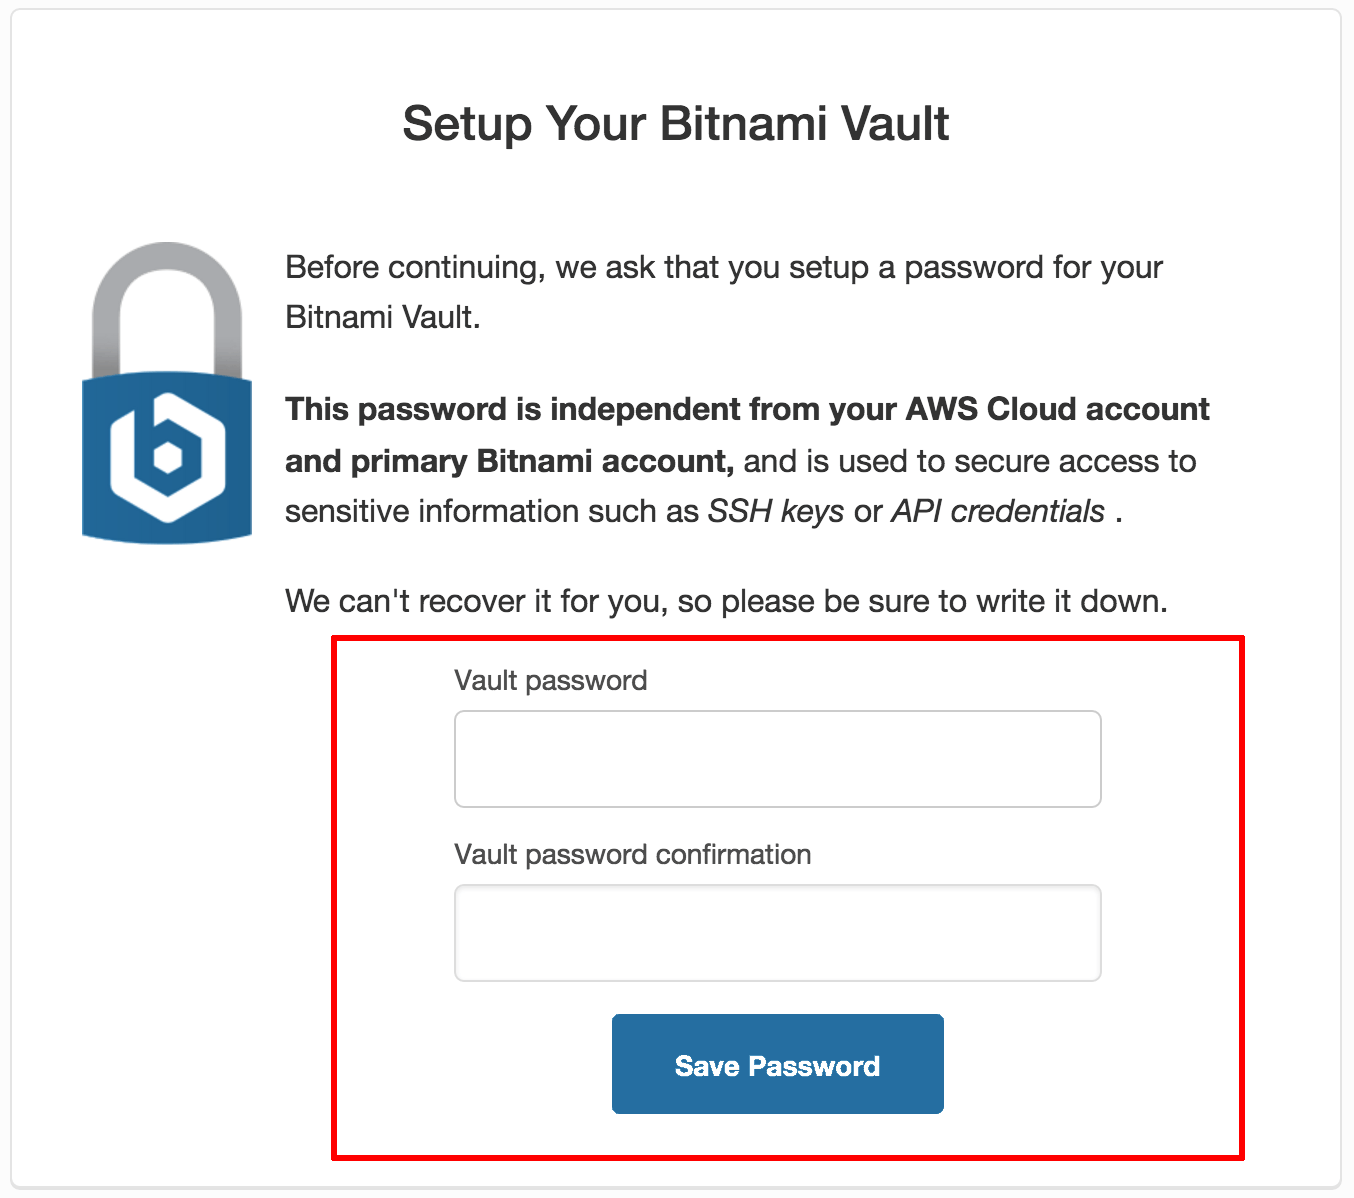 Setup Your Bitnami Vault
Before continuing, we ask that you setup a password for your
Bitnami Vault.
This password is independent from your AWS Cloud account
and primary Bitnami account, and is used to secure access to
sensitive information such as SSH keys or API credentials .
We can't recover it for you, so please be sure to write it down.
Vault password
Vault password confirmation
Save Password